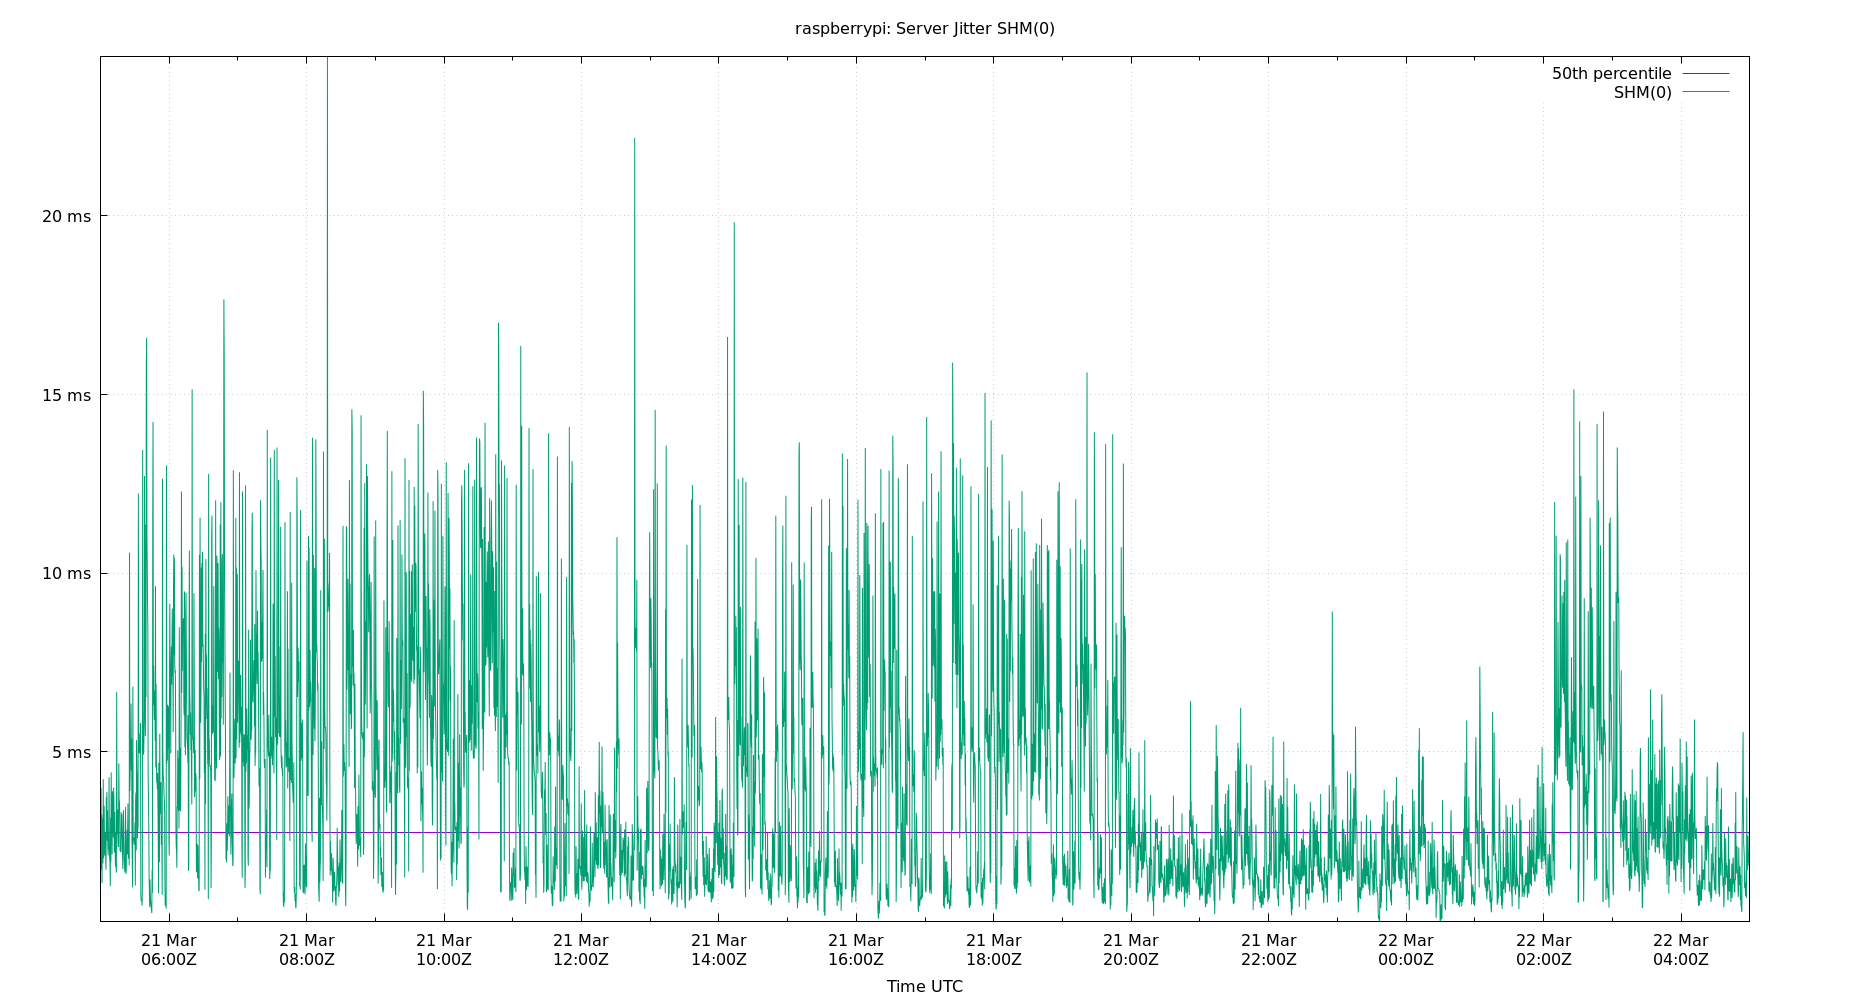 raspberrypi: Server Jitter SHM(0)
50th percentile
SHM(0)
20 ms
15 ms
10 ms
5 ms
21 Mar 21 Mar 21 Mar 21 Mar 21 Mar 21 Mar 21 Mar 21 Mar 21 Mar 22 Mar 22 Mar 22 Mar
06:00Z 08:00Z 10:00Z 12:00Z 14:00Z 16:00Z 18:00Z 20:00Z 22:00Z 00:00Z 02:00Z 04:00Z
Time UTC